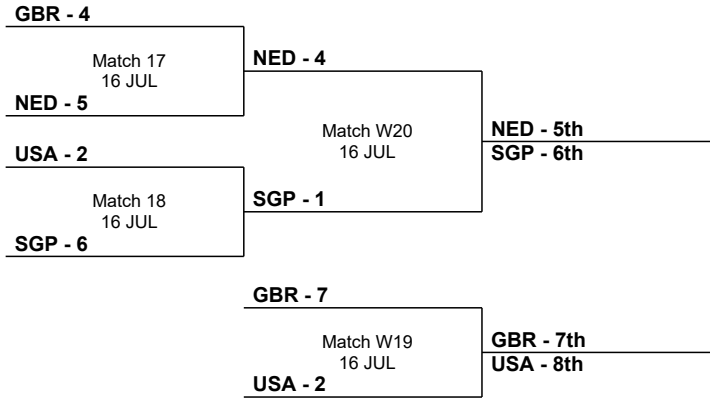 GBR - 4
Match 17
16 JUL
NED - 5
NED - 4
USA - 2
Match 18
16 JUL
SGP - 6
SGP - 1
Match W20
16 JUL
NED - 5th
SGP - 6th
GBR - 7
Match W19
16 JUL
USA - 2
GBR - 7th
USA - 8th